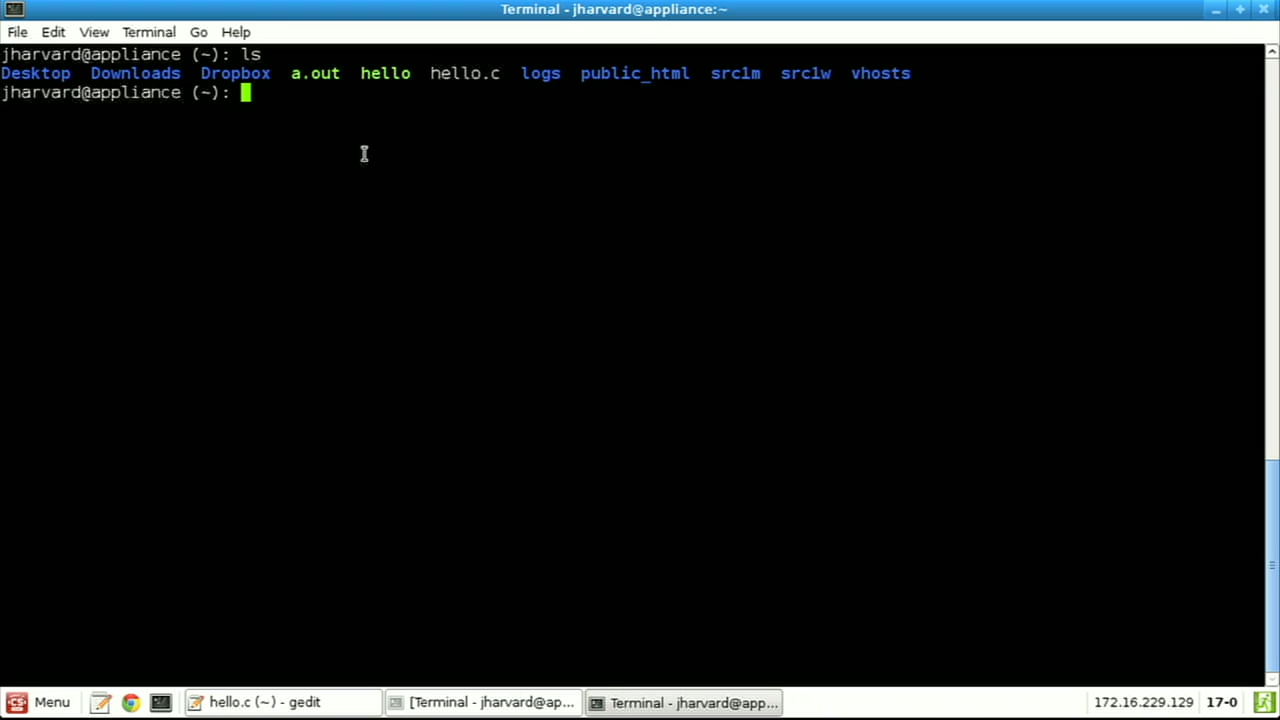 Terminal - jharvard@appliance:~
File Edit View Terminal Go Help
jharvard@appliance (~): ls
Desktop Downloads Dropbox a.out hello hello.c logs public_html src1m src1w vhosts
jharvard@appliance (~):
Menu hello.c (~) - gedit [Terminal - jharvard@ap... Terminal - jharvard@app... 172.16.229.129 17-0